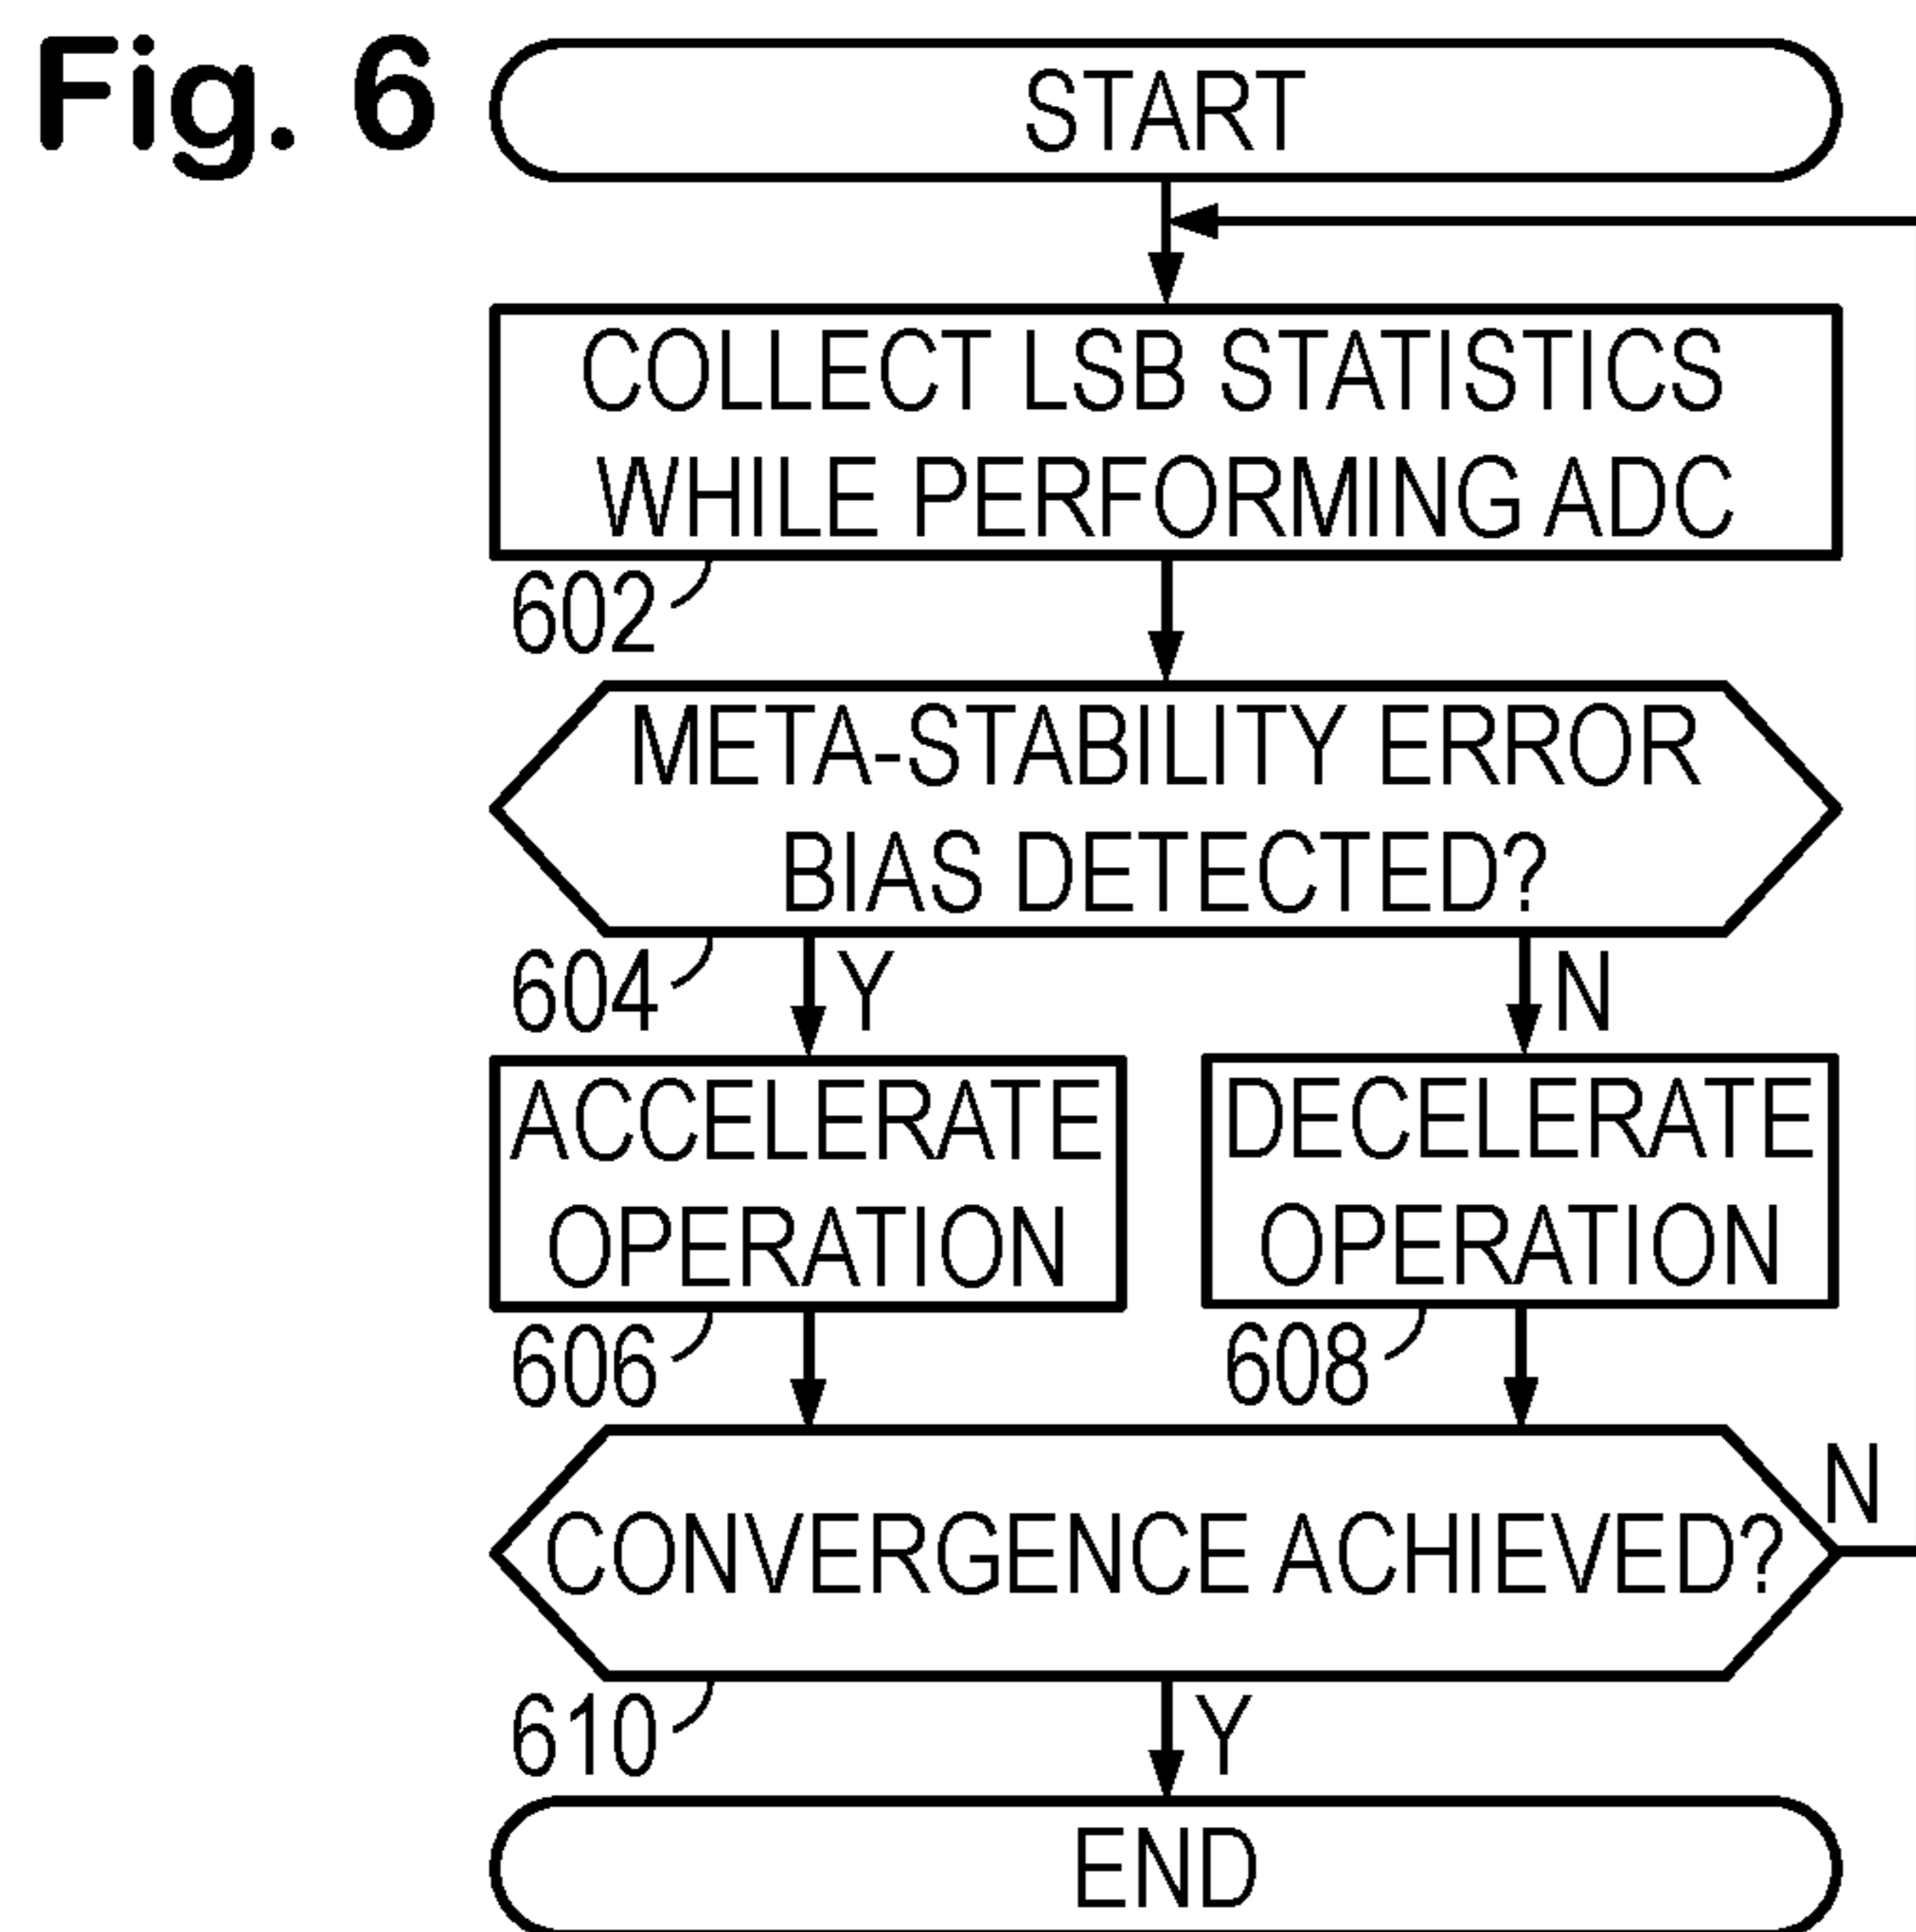 Fig. 6
START
COLLECT LSB STATISTICS
WHILE PERFORMING ADC
602
META-STABILITY ERROR
BIAS DETECTED?
604
Y
N
ACCELERATE
OPERATION
606
DECELERATE
OPERATION
608
CONVERGENCE ACHIEVED?
N
610
Y
END